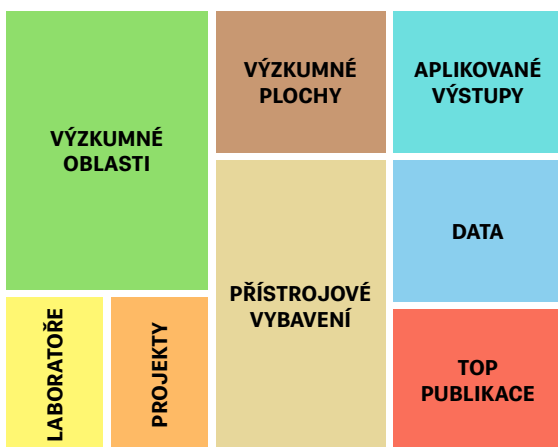 VÝZKUMNÉ
OBLASTI
VÝZKUMNÉ
PLOCHY
APLIKOVANÉ
VÝSTUPY
DATA
PŘÍSTROJOVÉ
VYBAVENÍ
LABORATOŘE
PROJEKTY
TOP
PUBLIKACE